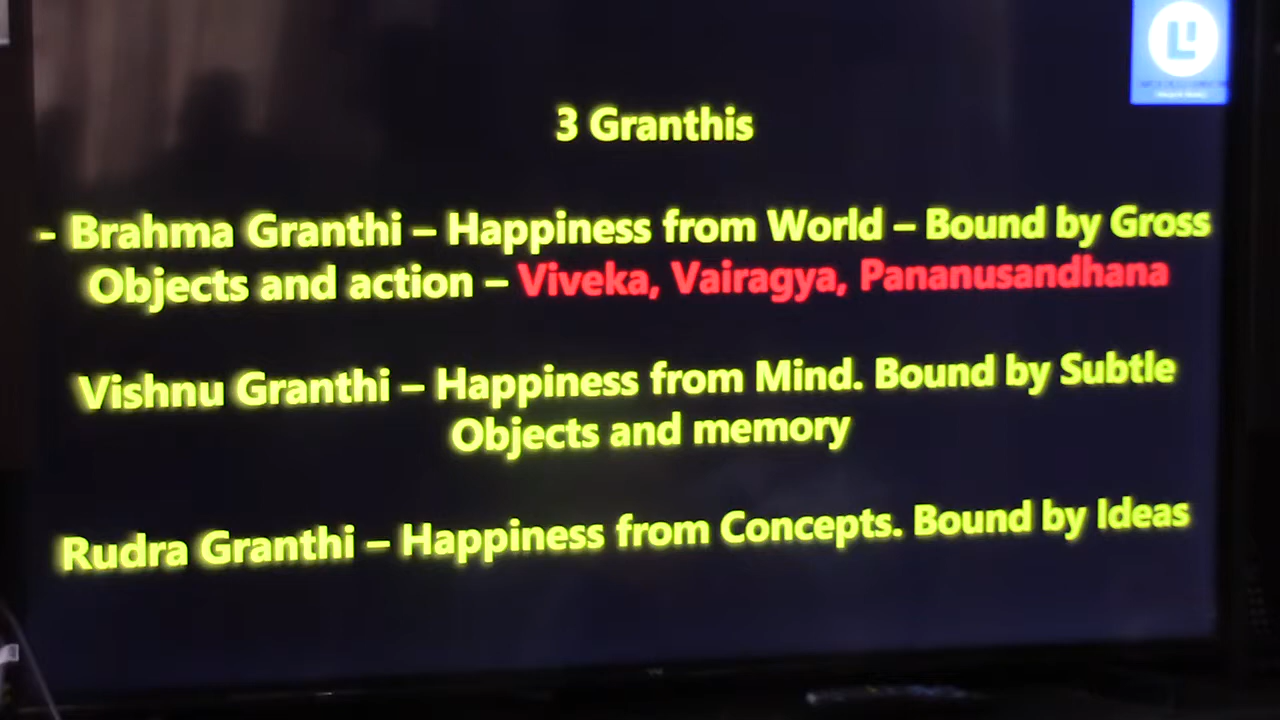 3 Granthis
- Brahma Granthi – Happiness from World – Bound by Gross
Objects and action – Viveka, Vairagya, Pananusandhana
Vishnu Granthi – Happiness from Mind. Bound by Subtle
Objects and memory
Rudra Granthi – Happiness from Concepts. Bound by Ideas